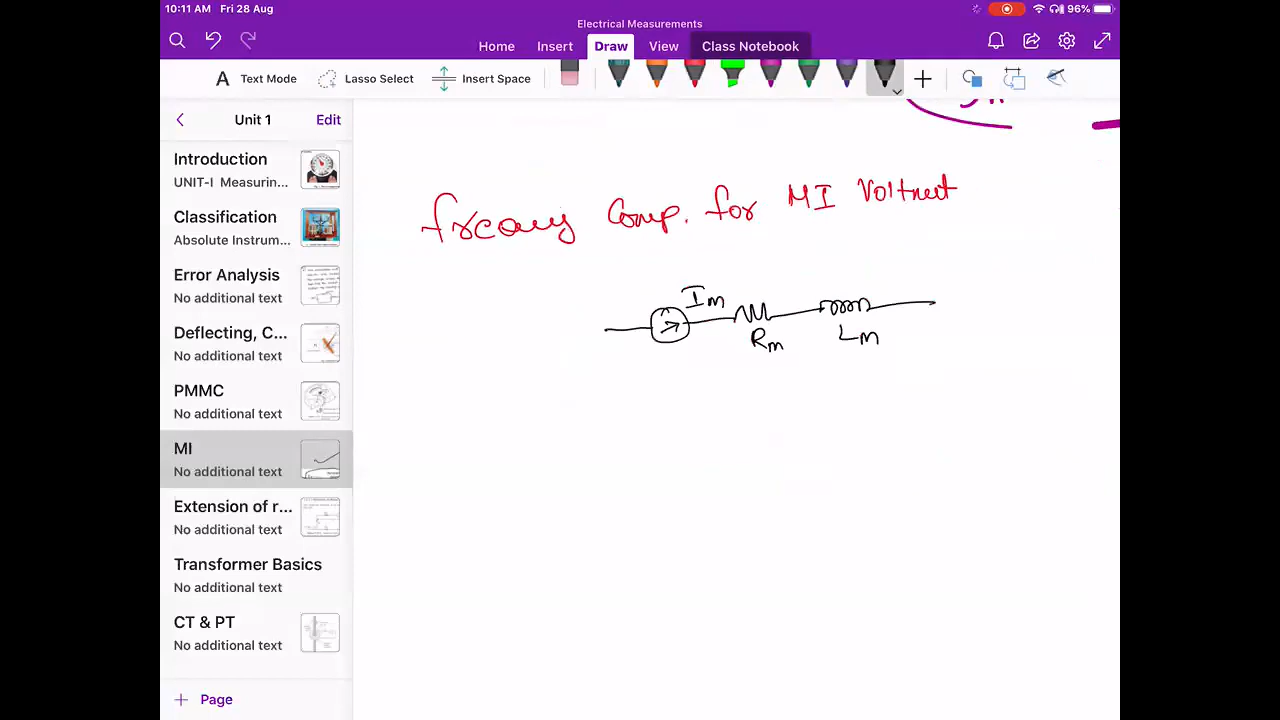 10:11 AM Fri 28 Aug
96%
Electrical Measurements
Home Insert Draw View Class Notebook
A Text Mode Lasso Select Insert Space
Unit 1 Edit
Introduction
UNIT-I Measurin...
Classification
Absolute Instrum...
Error Analysis
No additional text
Deflecting, C...
No additional text
PMMC
No additional text
MI
No additional text
Extension of r...
No additional text
Transformer Basics
No additional text
CT & PT
No additional text
+ Page
Comp. for MI
Im
Rm
Lm